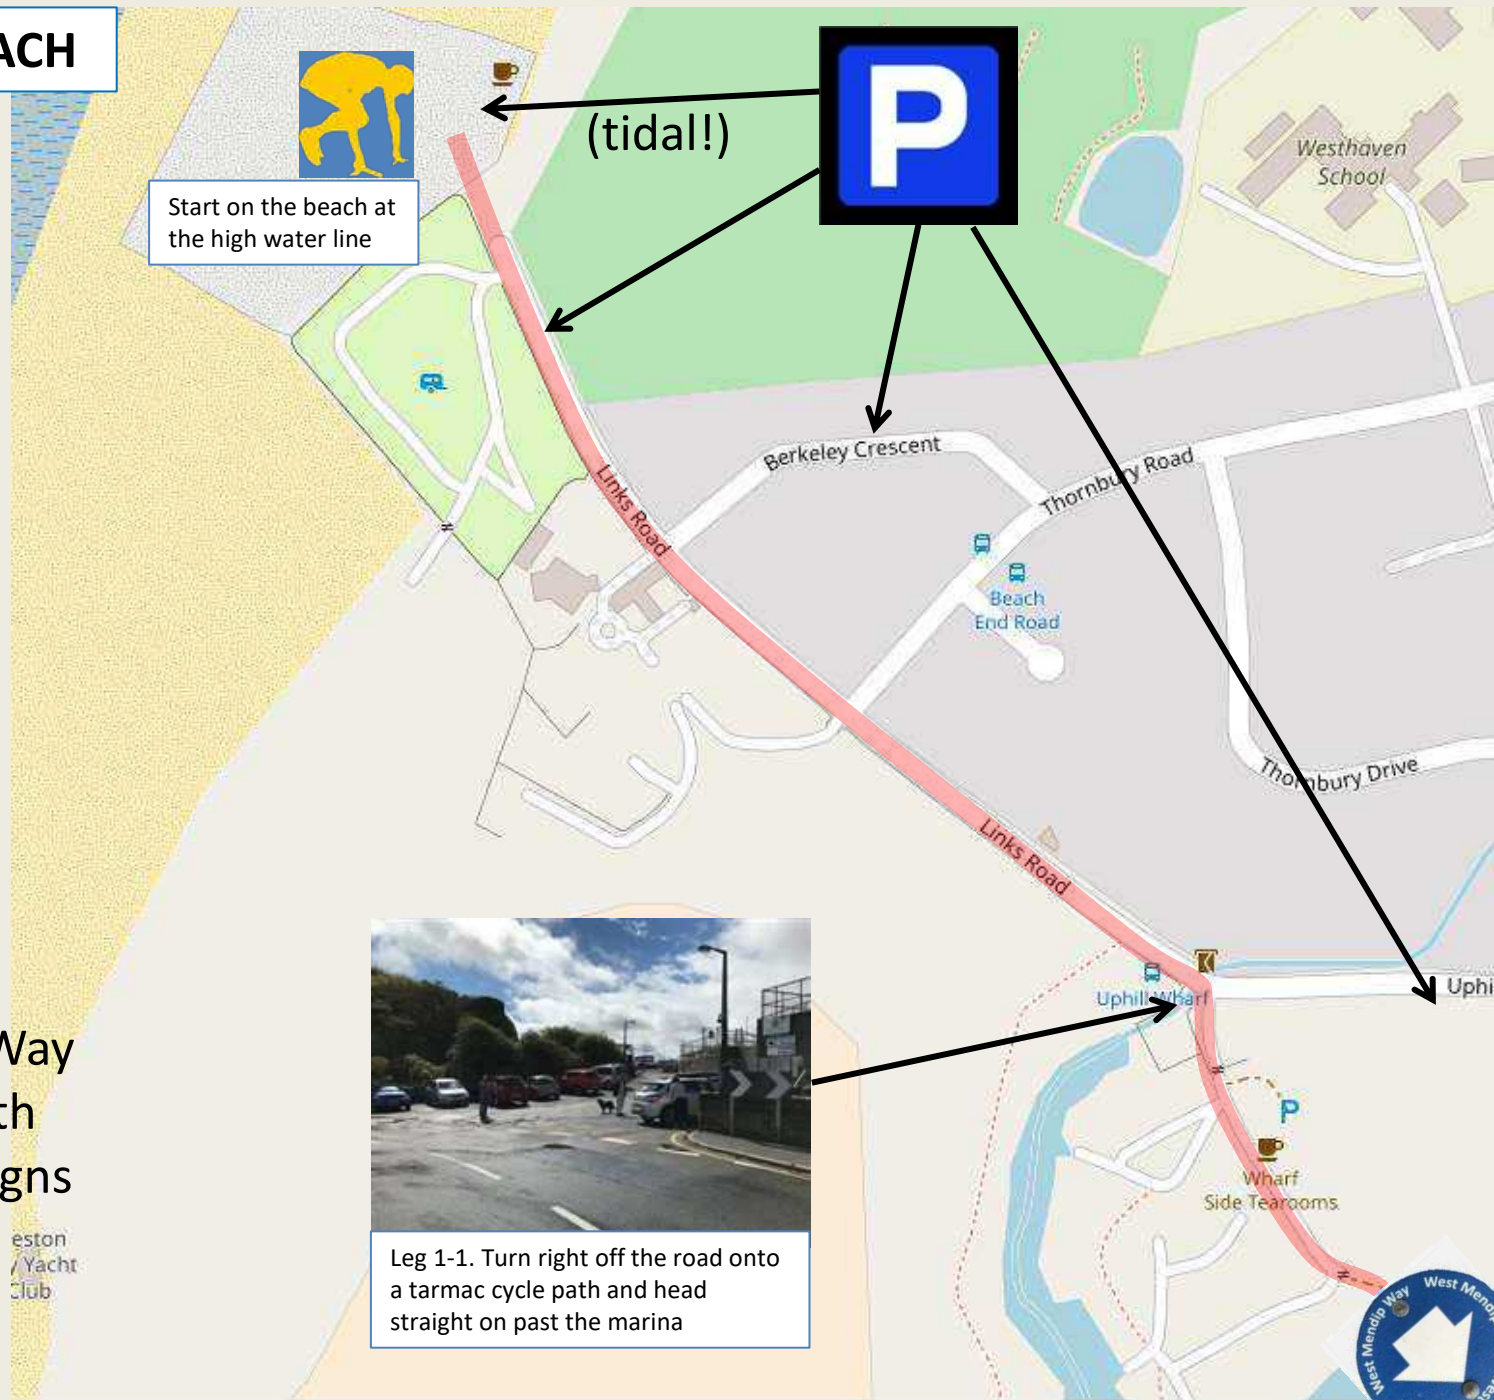 ACH
P
(tidal!)
Westhaven
School
Start on the beach at
the high water line
Berkeley Crescent
Thornbury Road
Links Road
Beach
End Road
Thornbury Drive
Links Road
Uphill Wharf
Uphi
Way
th
gns
eston
Yacht
Club
P
Wharf
Side Tearooms
Leg 1-1. Turn right off the road onto
a tarmac cycle path and head
straight on past the marina
West Mendip Way
West Mendip